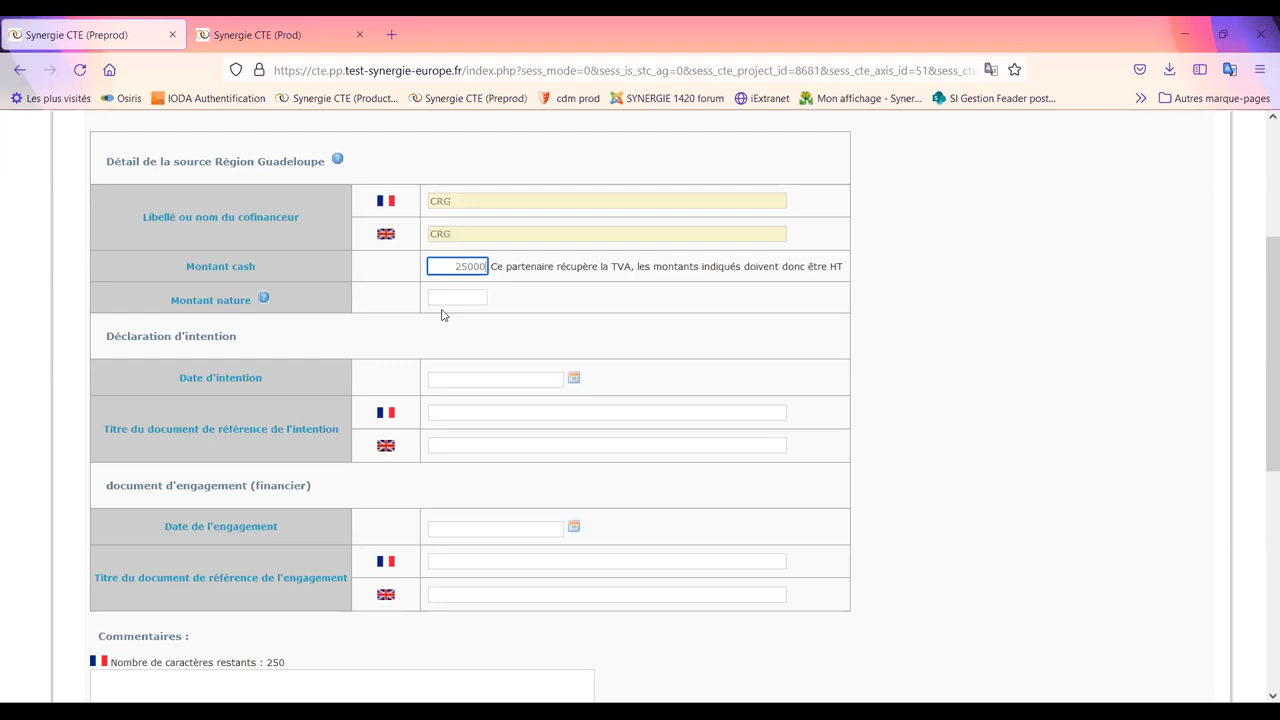 Synergie CTE (Preprod)
Synergie CTE (Prod)
https://cte.pp.test-synergie-europe.fr/index.php?sess_mode=0&sess_is_stc_ag=0&sess_cte_project_id=8681&sess_cte_axis_id=51&sess_cte
Les plus visités
Osiris
IODA Authentification
Synergie CTE (Product...
Synergie CTE (Preprod)
cdm prod
SYNERGIE 1420 forum
iExtranet
Mon affichage - Syner...
SI Gestion Feader post...
Autres marque-pages
Détail de la source Région Guadeloupe
Libellé ou nom du cofinanceur
CRG
CRG
Montant cash
25000
Ce partenaire récupère la TVA, les montants indiqués doivent donc être HT
Montant nature
Déclaration d'intention
Date d'intention
Titre du document de référence de l'intention
document d'engagement (financier)
Date de l'engagement
Titre du document de référence de l'engagement
Commentaires :
Nombre de caractères restants : 250